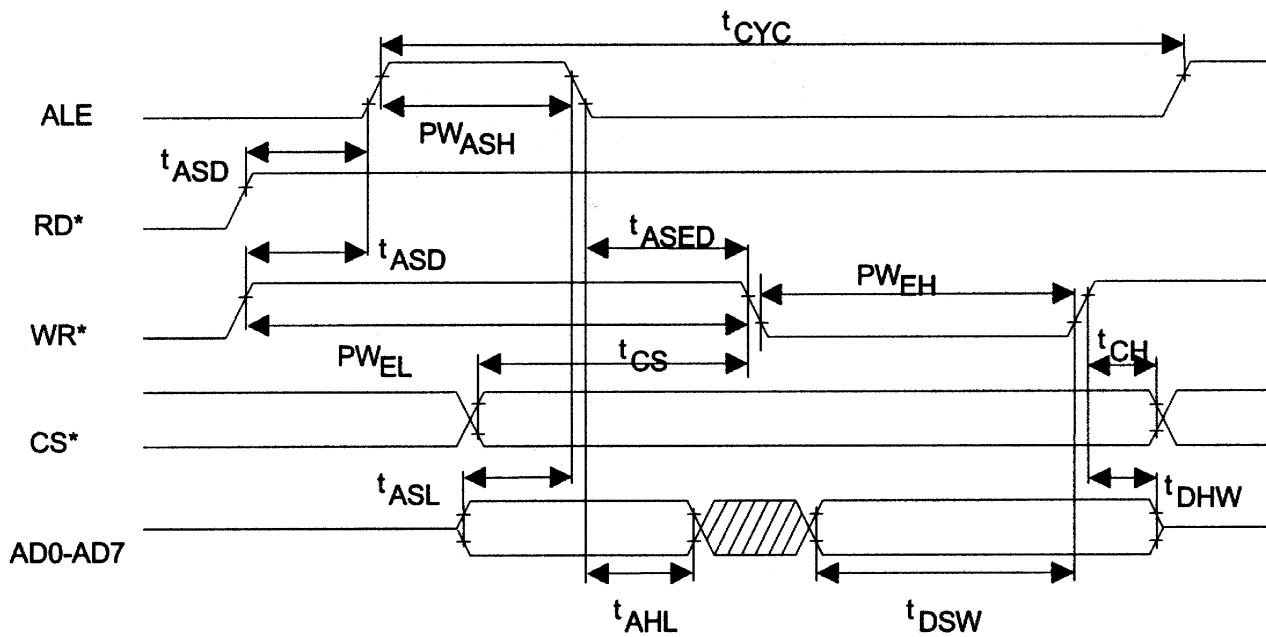 tCYC
ALE
PWASH
tASD
RD*
tASED
tASD
PWEH
WR*
tCH
tCS
PWEL
CS*
tASL
tDHW
AD0-AD7
tAHL
tDSW